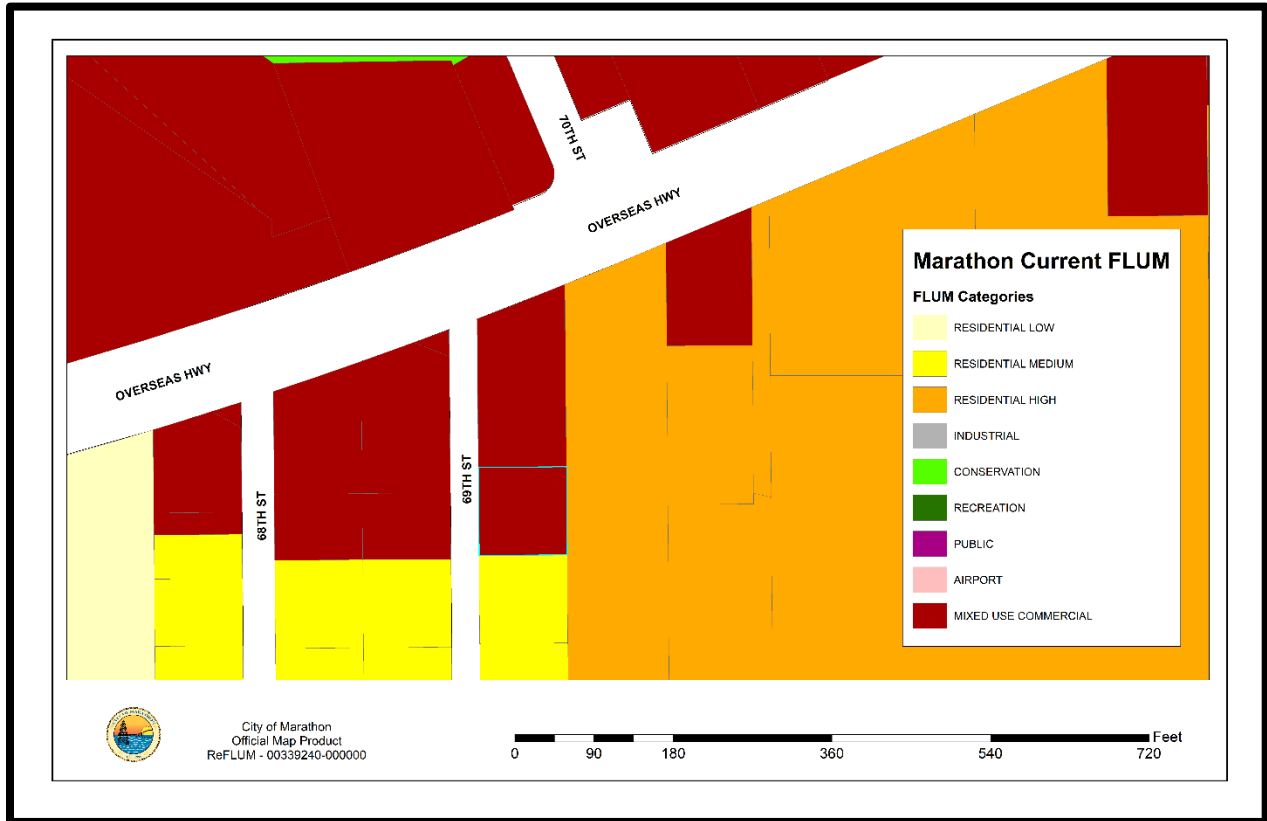 70TH ST
OVERSEAS HWY
OVERSEAS HWY
68TH ST
69TH ST
Marathon Current FLUM
FLUM Categories
RESIDENTIAL LOW
RESIDENTIAL MEDIUM
RESIDENTIAL HIGH
INDUSTRIAL
CONSERVATION
RECREATION
PUBLIC
AIRPORT
MIXED USE COMMERCIAL
City of Marathon
Official Map Product
ReFLUM - 00339240-000000
Feet
0 90 180 360 540 720